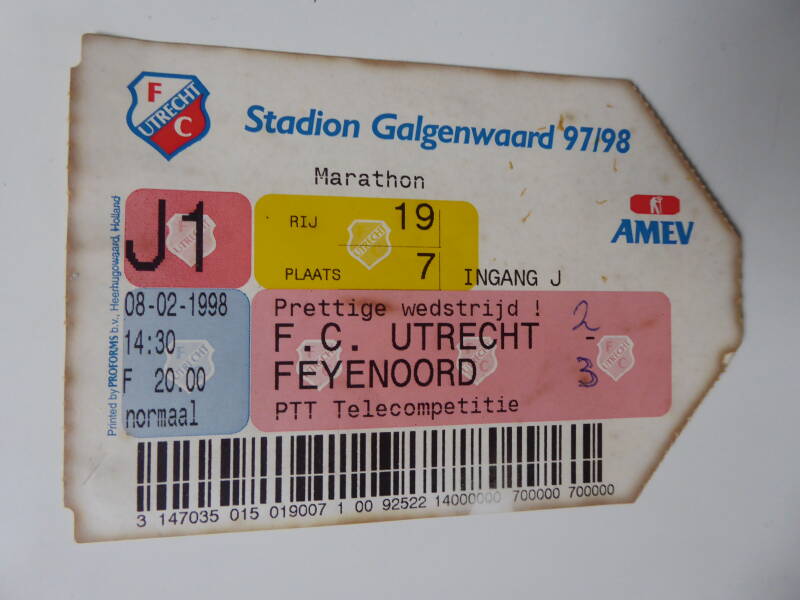 F
UTRECHT
C
Stadion Galgenwaard 97/98
Marathon
AMEV
J1
RIJ 19
PLAATS 7
INGANG J
08-02-1998
14:30
F 20.00
normaal
Prettige wedstrijd !
F.C. UTRECHT 2
-
FEYENOORD 3
PTT Telecompetitie
Printed by PROFORMS b.v., Heerhugowaard, Holland
3 147035 015 019007 1 00 92522 14000000 700000 700000